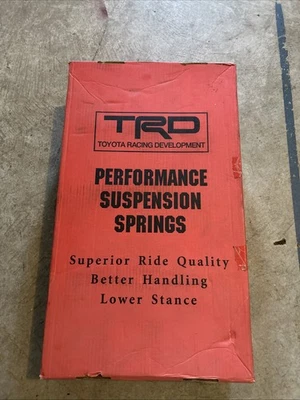 TRD
TOYOTA RACING DEVELOPMENT
PERFORMANCE
SUSPENSION
SPRINGS
Superior Ride Quality
Better Handling
Lower Stance